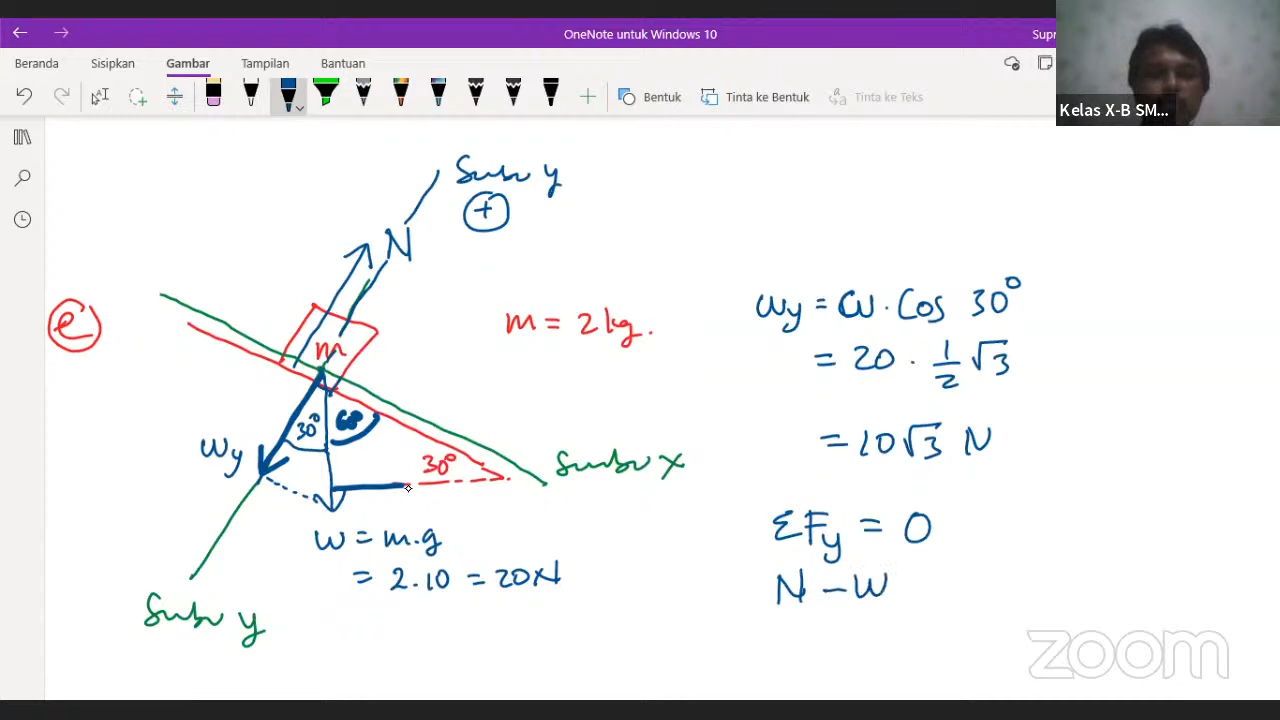 OneNote untuk Windows 10
Supr
Beranda
Sisipkan
Gambar
Tampilan
Bantuan
Bentuk
Tinta ke Bentuk
Tinta ke Teks
Kelas X-B SM...
Sumbu y
+
N
e
m
m = 2 kg.
30° 60°
wy
30°
Sumbu x
w = m.g
= 2.10 = 20 N
Sumbu y
wy = w . Cos 30°
= 20 . 1/2 √3
= 10√3 N
ΣFy = 0
N - W
zoom